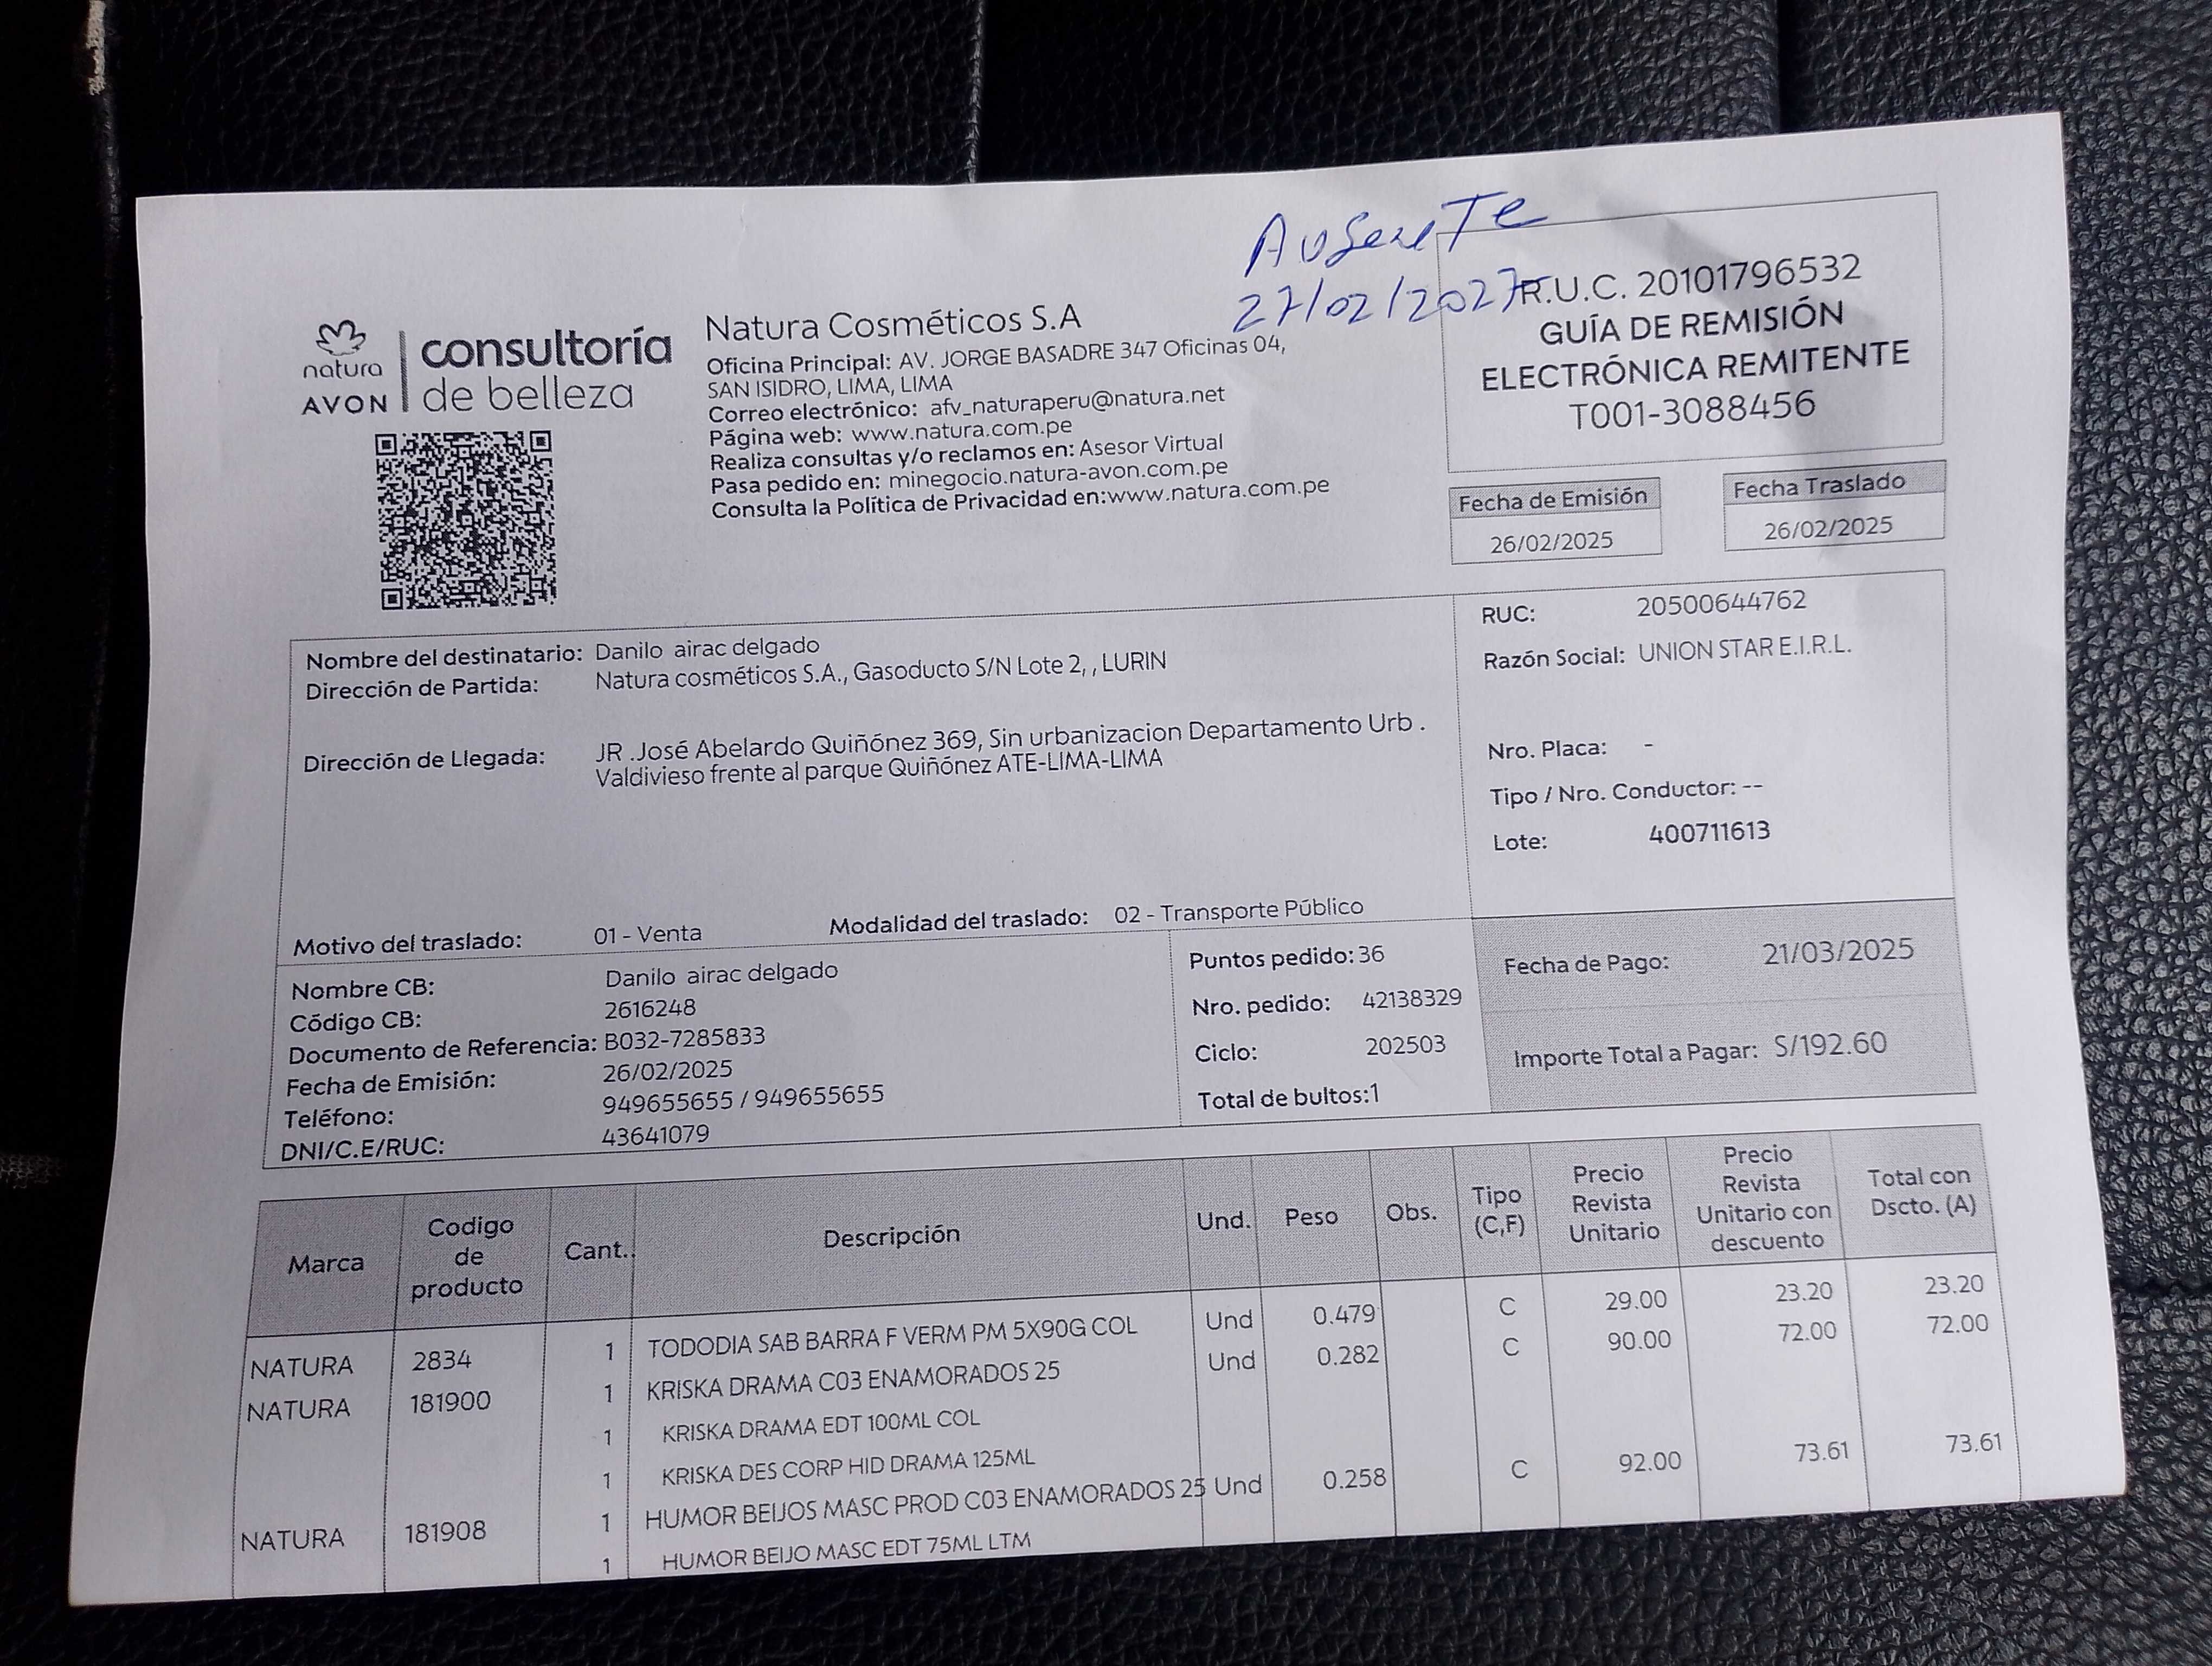 Ausente
27/02/2025
natura
AVON
consultoría
de belleza
Natura Cosméticos S.A
Oficina Principal: AV. JORGE BASADRE 347 Oficinas 04,
SAN ISIDRO, LIMA, LIMA
Correo electrónico: afv_naturaperu@natura.net
Página web: www.natura.com.pe
Realiza consultas y/o reclamos en: Asesor Virtual
Pasa pedido en: minegocio.natura-avon.com.pe
Consulta la Política de Privacidad en:www.natura.com.pe
R.U.C. 20101796532
GUÍA DE REMISIÓN
ELECTRÓNICA REMITENTE
T001-3088456
Fecha de Emisión Fecha Traslado
26/02/2025 26/02/2025
Nombre del destinatario: Danilo airac delgado
Dirección de Partida: Natura cosméticos S.A., Gasoducto S/N Lote 2, , LURIN
Dirección de Llegada: JR .José Abelardo Quiñónez 369, Sin urbanizacion Departamento Urb .
Valdivieso frente al parque Quiñónez ATE-LIMA-LIMA
Motivo del traslado: 01 - Venta Modalidad del traslado: 02 - Transporte Público
RUC: 20500644762
Razón Social: UNION STAR E.I.R.L.
Nro. Placa: -
Tipo / Nro. Conductor: --
Lote: 400711613
Nombre CB: Danilo airac delgado
Código CB: 2616248
Documento de Referencia: B032-7285833
Fecha de Emisión: 26/02/2025
Teléfono: 949655655 / 949655655
DNI/C.E/RUC: 43641079
Puntos pedido: 36
Nro. pedido: 42138329
Ciclo: 202503
Total de bultos:1
Fecha de Pago: 21/03/2025
Importe Total a Pagar: S/192.60
Marca Codigo de producto Cant.. Descripción Und. Peso Obs. Tipo (C,F) Precio Revista Unitario Precio Revista Unitario con descuento Total con Dscto. (A)
NATURA 2834 1 TODODIA SAB BARRA F VERM PM 5X90G COL Und 0.479 C 29.00 23.20 23.20
NATURA 181900 1 KRISKA DRAMA C03 ENAMORADOS 25 Und 0.282 C 90.00 72.00 72.00
1 KRISKA DRAMA EDT 100ML COL
1 KRISKA DES CORP HID DRAMA 125ML
NATURA 181908 1 HUMOR BEIJOS MASC PROD C03 ENAMORADOS 25 Und 0.258 C 92.00 73.61 73.61
1 HUMOR BEIJO MASC EDT 75ML LTM